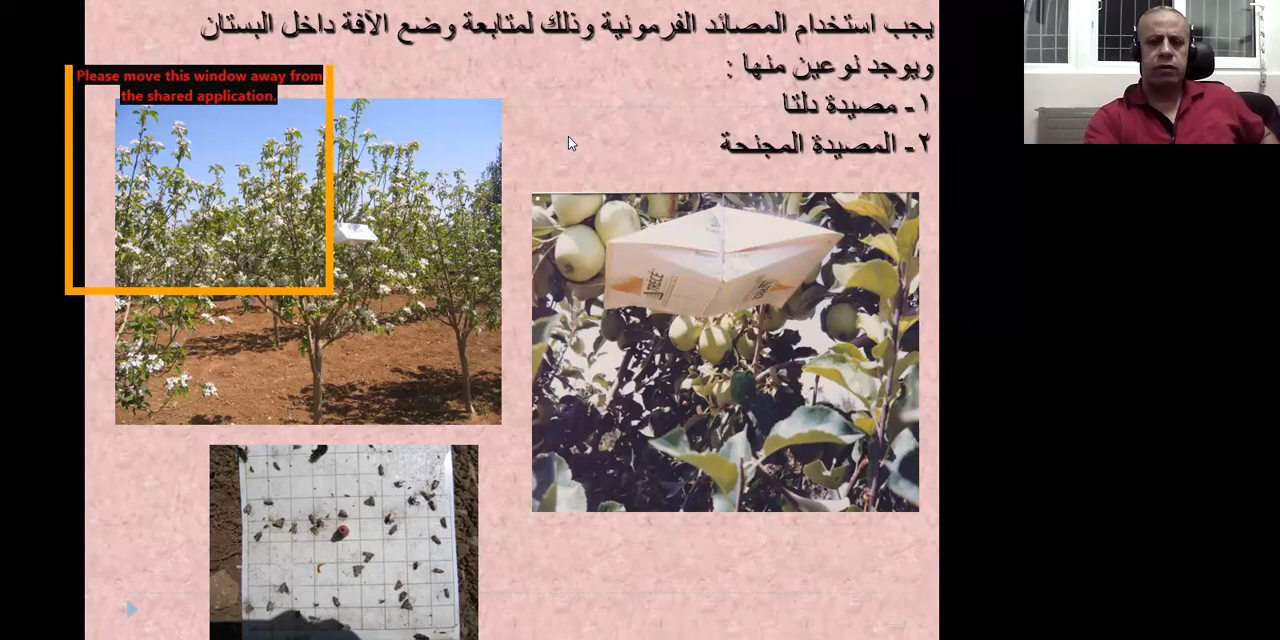 يجب استخدام المصائد الفرمونية وذلك لمتابعة وضع الآفة داخل البستان
ويوجد نوعين منها :
١- مصيدة دلتا
٢- المصيدة المجنحة
Please move this window away from
the shared application.
TRECE